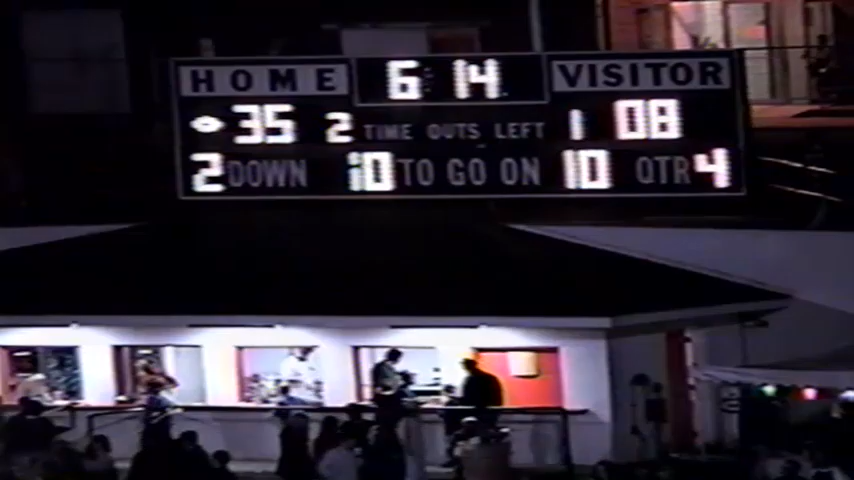 HOME 6:14 VISITOR
35 2 TIME OUTS LEFT 1 08
2 DOWN 10 TO GO ON 10 QTR 4